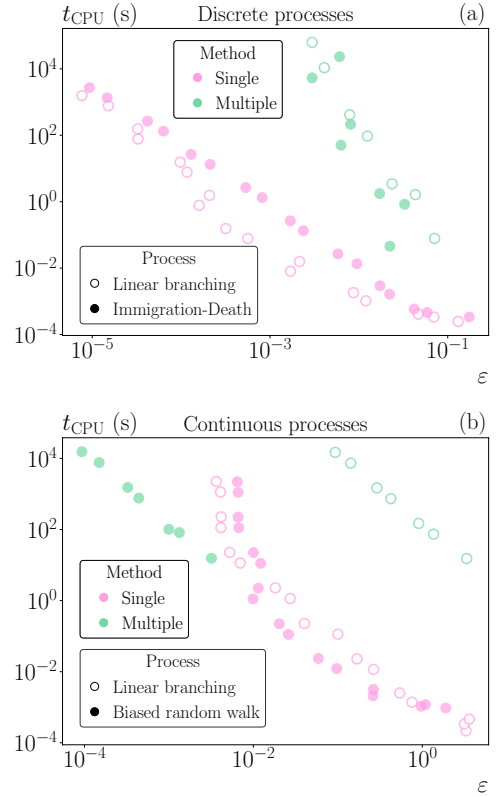 t_CPU (s) Discrete processes (a)
10^4
10^2
10^0
10^−2
10^−4
Method
Single
Multiple
Process
Linear branching
Immigration-Death
10^−5 10^−3 10^−1
ε
t_CPU (s) Continuous processes (b)
10^4
10^2
10^0
10^−2
10^−4
Method
Single
Multiple
Process
Linear branching
Biased random walk
10^−4 10^−2 10^0
ε